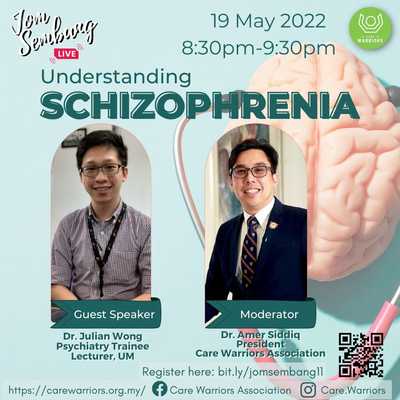 Jom
Sembang
LIVE
19 May 2022
8:30pm-9:30pm
CARE
WARRIORS
Understanding
SCHIZOPHRENIA
Guest Speaker
Moderator
Dr. Julian Wong
Psychiatry Trainee
Lecturer, UM
Dr. Amer Siddiq
President
Care Warriors Association
Register here: bit.ly/jomsembang11
https://carewarriors.org.my/ Care Warriors Association Care.Warriors